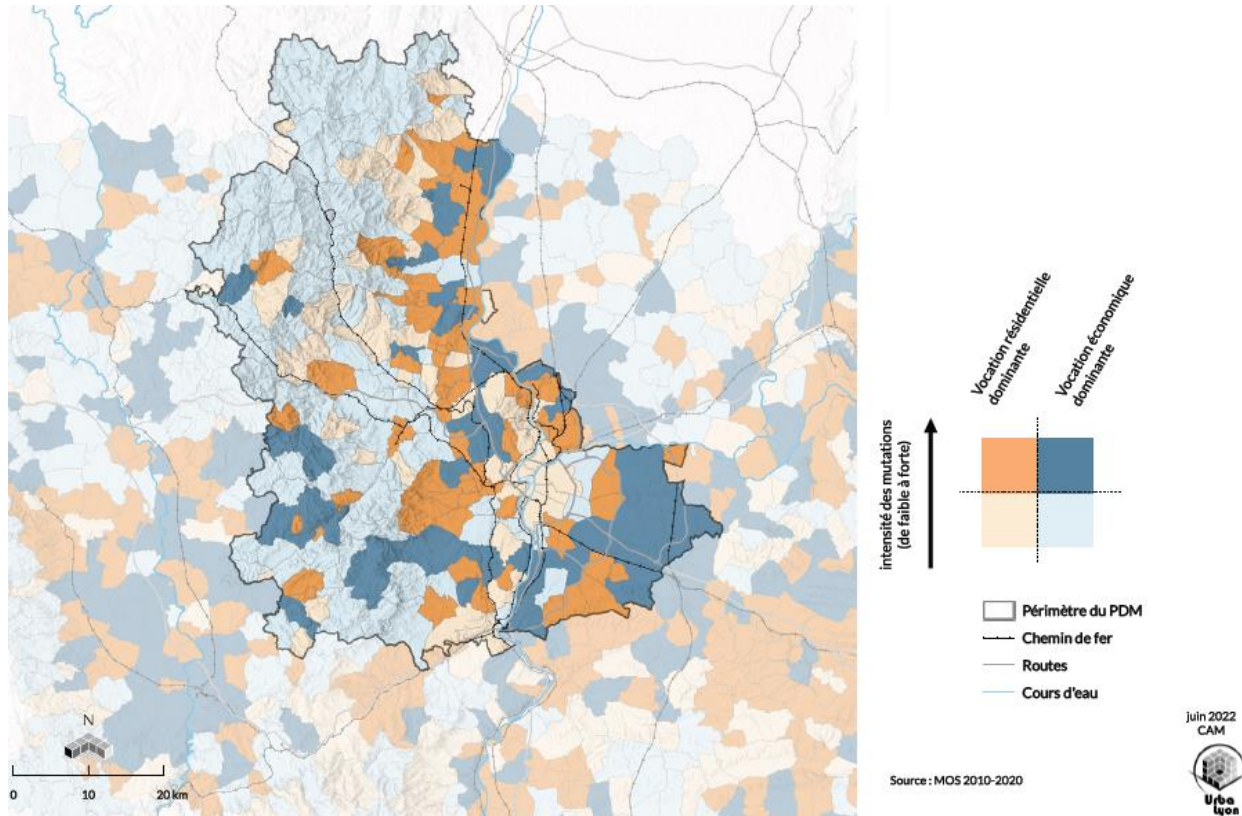 Vocation résidentielle
dominante
Vocation économique
dominante
intensité des mutations
(de faible à forte)
Périmètre du PDM
Chemin de fer
Routes
Cours d'eau
N
0 10 20 km
Source : MOS 2010-2020
juin 2022
CAM
Urba
Lyon